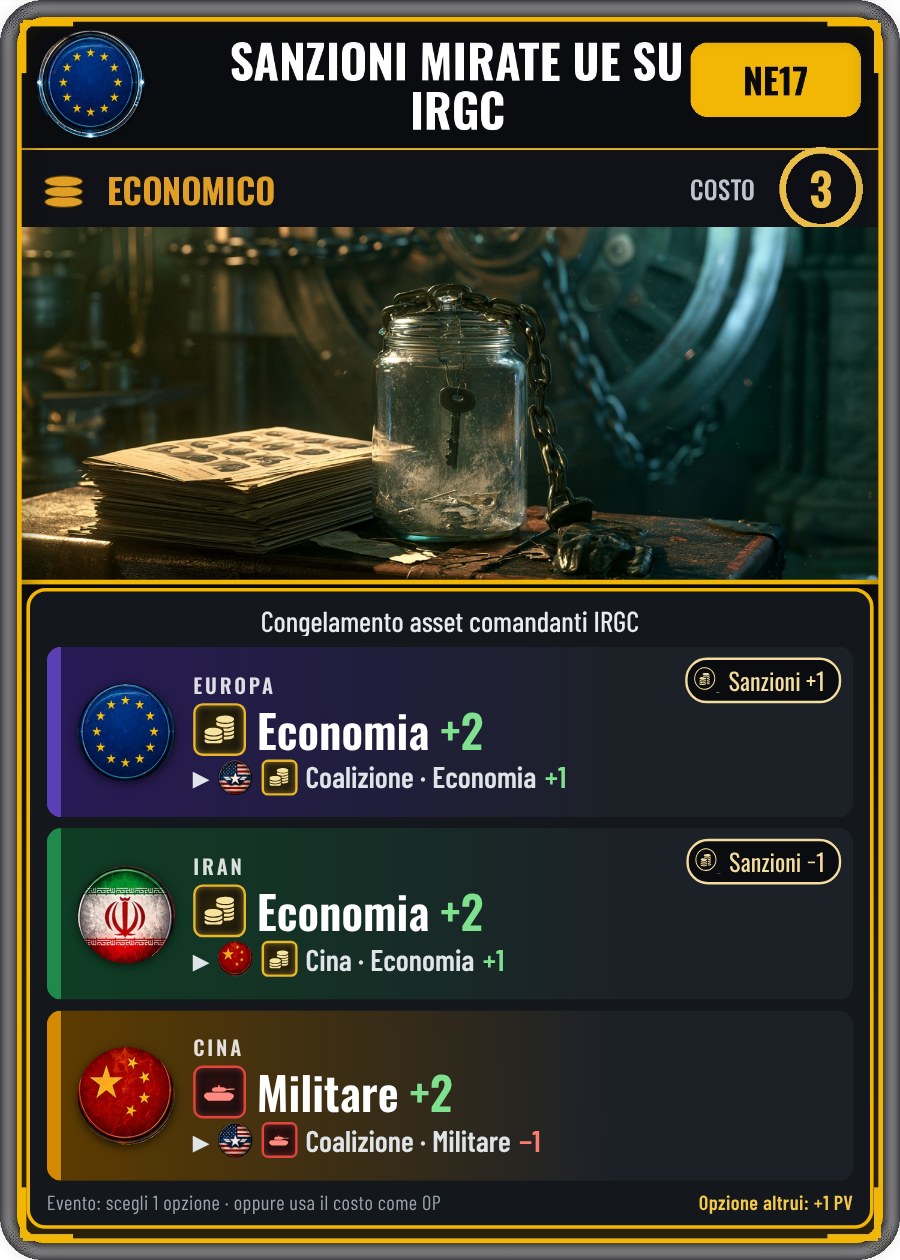 SANZIONI MIRATE UE SU
IRGC
NE17
ECONOMICO
COSTO
3
Congelamento asset comandanti IRGC
EUROPA
Sanzioni +1
Economia +2
▶ Coalizione · Economia +1
IRAN
Sanzioni −1
Economia +2
▶ Cina · Economia +1
CINA
Militare +2
▶ Coalizione · Militare −1
Evento: scegli 1 opzione · oppure usa il costo come OP
Opzione altrui: +1 PV